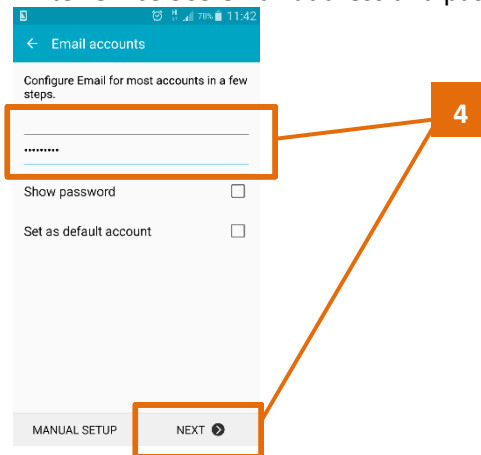 78% 11:42
Email accounts
Configure Email for most accounts in a few
steps.
•••••••••
4
Show password
Set as default account
MANUAL SETUP NEXT